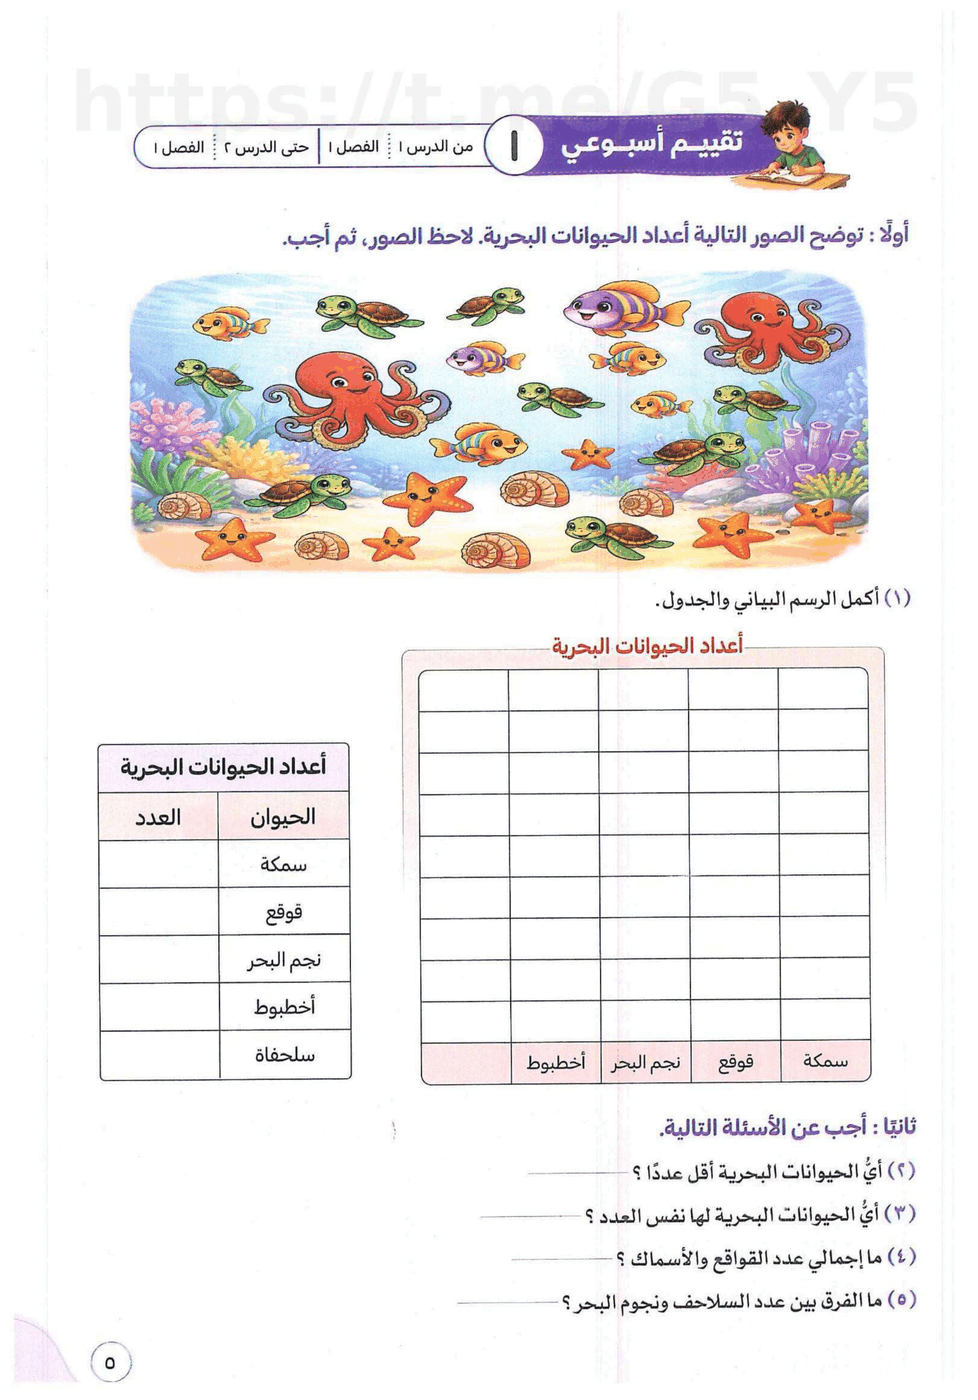 https://t.me/G5_Y5
تقييم أسبوعي
١
من الدرس ١ الفصل ١ حتى الدرس ٢ الفصل ١
أولًا : توضح الصور التالية أعداد الحيوانات البحرية. لاحظ الصور، ثم أجب.
(١) أكمل الرسم البياني والجدول.
أعداد الحيوانات البحرية
سمكة قوقع نجم البحر أخطبوط
أعداد الحيوانات البحرية
الحيوان العدد
سمكة
قوقع
نجم البحر
أخطبوط
سلحفاة
ثانيًا : أجب عن الأسئلة التالية.
(٢) أيُّ الحيوانات البحرية أقل عددًا ؟
(٣) أيُّ الحيوانات البحرية لها نفس العدد ؟
(٤) ما إجمالي عدد القواقع والأسماك ؟
(٥) ما الفرق بين عدد السلاحف ونجوم البحر ؟
٥